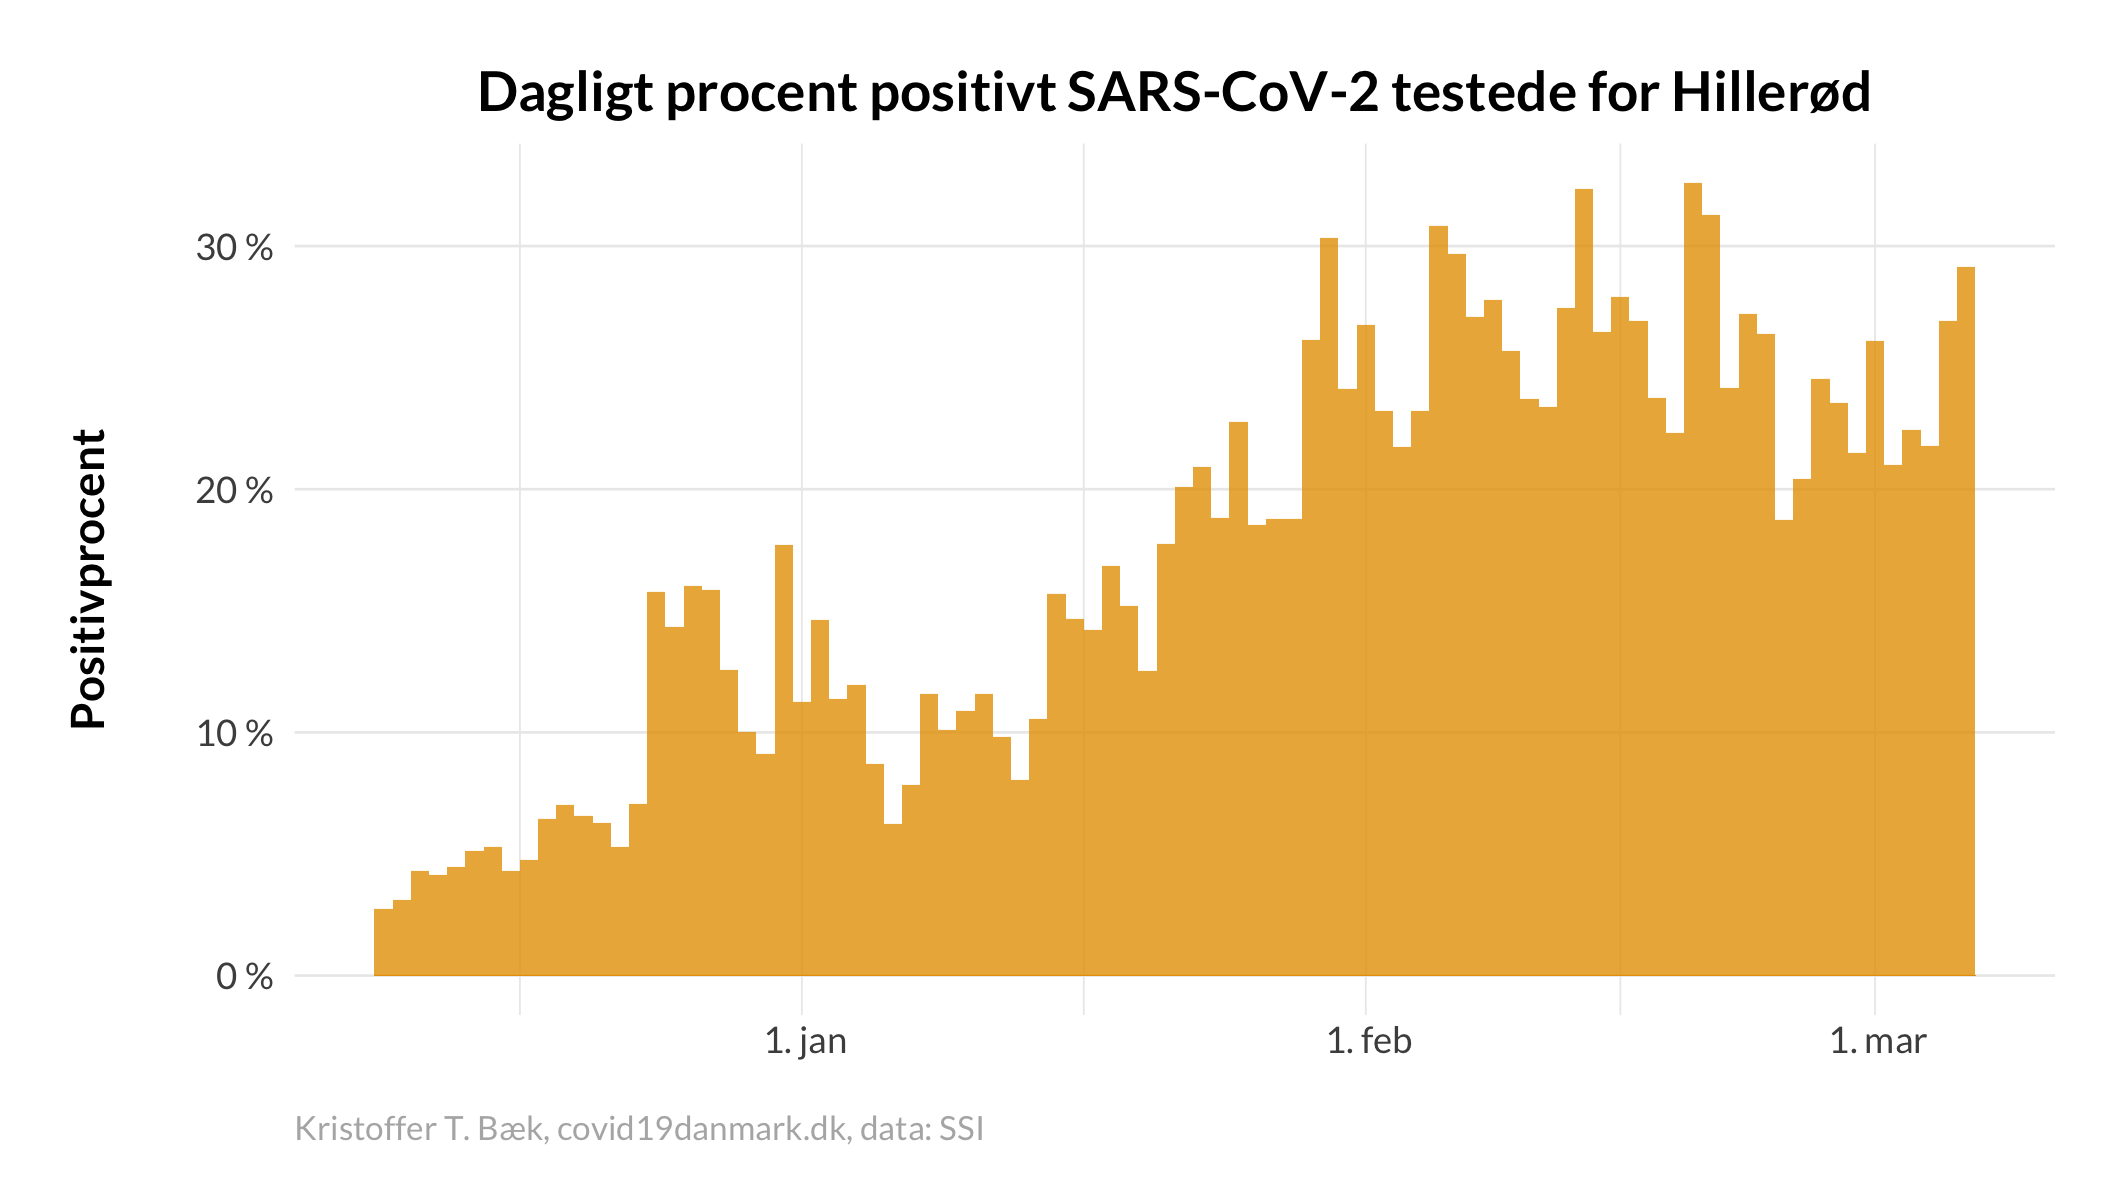 Dagligt procent positivt SARS-CoV-2 testede for Hillerød
Positivprocent
30 %
20 %
10 %
0 %
1. jan
1. feb
1. mar
Kristoffer T. Bæk, covid19danmark.dk, data: SSI